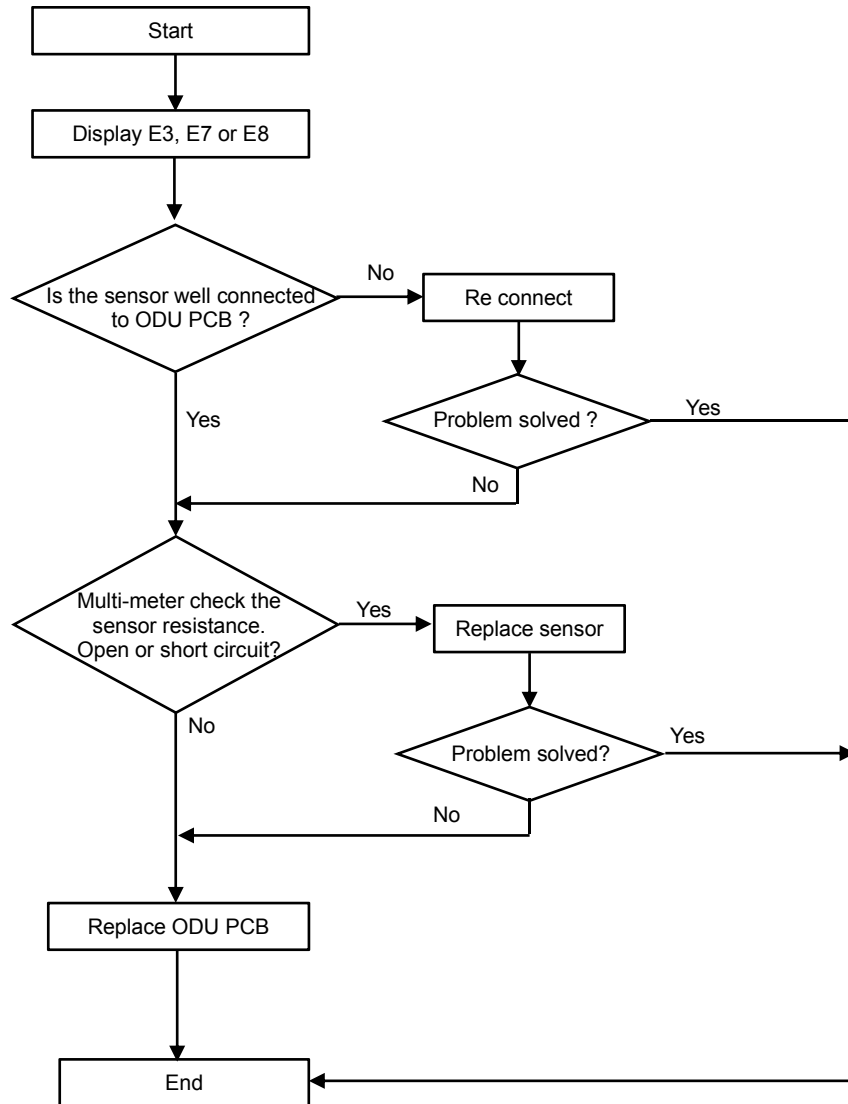 Start
Display E3, E7 or E8
Is the sensor well connected
to ODU PCB ?
No
Re connect
Yes
Problem solved ?
Yes
No
Multi-meter check the
sensor resistance.
Open or short circuit?
Yes
Replace sensor
No
Problem solved?
Yes
No
Replace ODU PCB
End